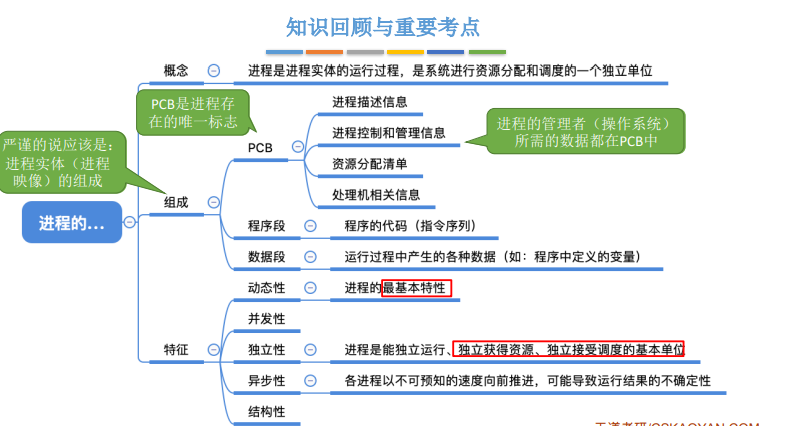 知识回顾与重要考点
概念
进程是进程实体的运行过程，是系统进行资源分配和调度的一个独立单位
PCB是进程存
在的唯一标志
进程描述信息
进程控制和管理信息
进程的管理者（操作系统）
所需的数据都在PCB中
严谨的说应该是：
进程实体（进程
映像）的组成
PCB
资源分配清单
处理机相关信息
组成
进程的...
程序段
程序的代码（指令序列）
数据段
运行过程中产生的各种数据（如：程序中定义的变量）
动态性
进程的最基本特性
并发性
特征
独立性
进程是能独立运行、独立获得资源、独立接受调度的基本单位
异步性
各进程以不可预知的速度向前推进，可能导致运行结果的不确定性
结构性